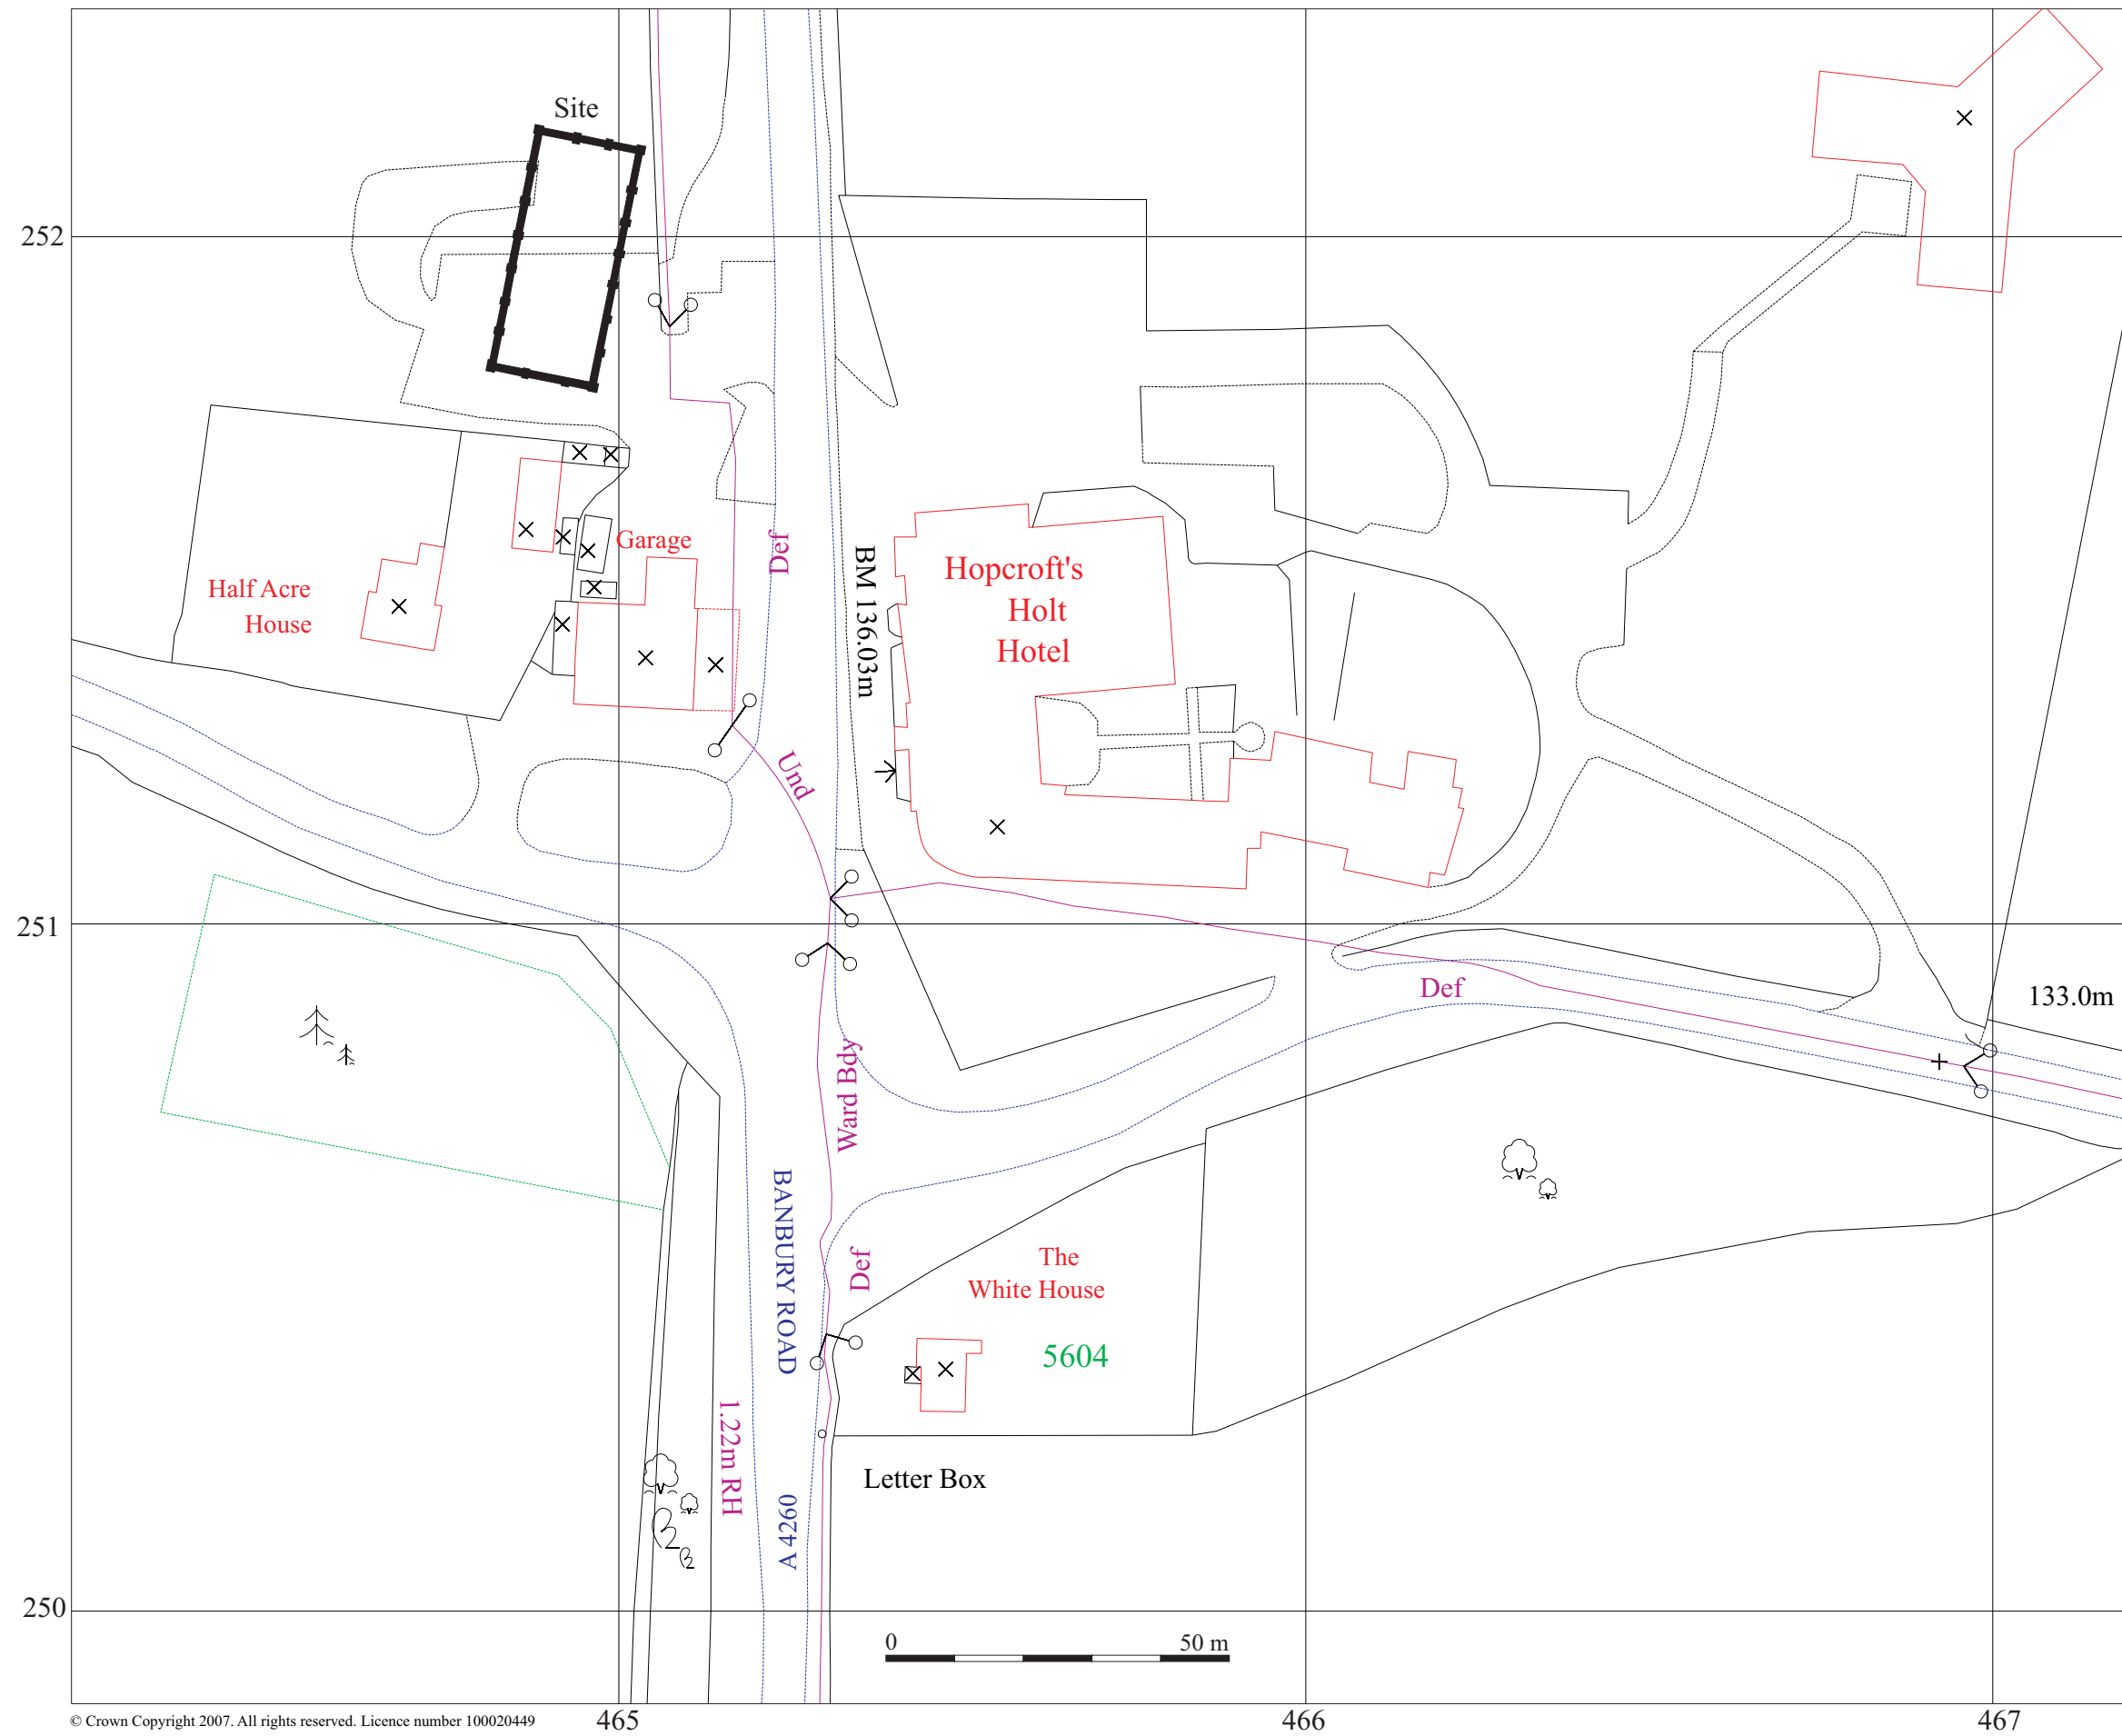 Site
252
Garage
Half Acre
House
Def
BM 136.03m
Hopcroft's
Holt
Hotel
Und
251
Def
133.0m
Ward Bdy
BANBURY ROAD
Def
The
White House
5604
1.22m RH
Letter Box
A 4260
250
0 50 m
© Crown Copyright 2007. All rights reserved. Licence number 100020449
465
466
467